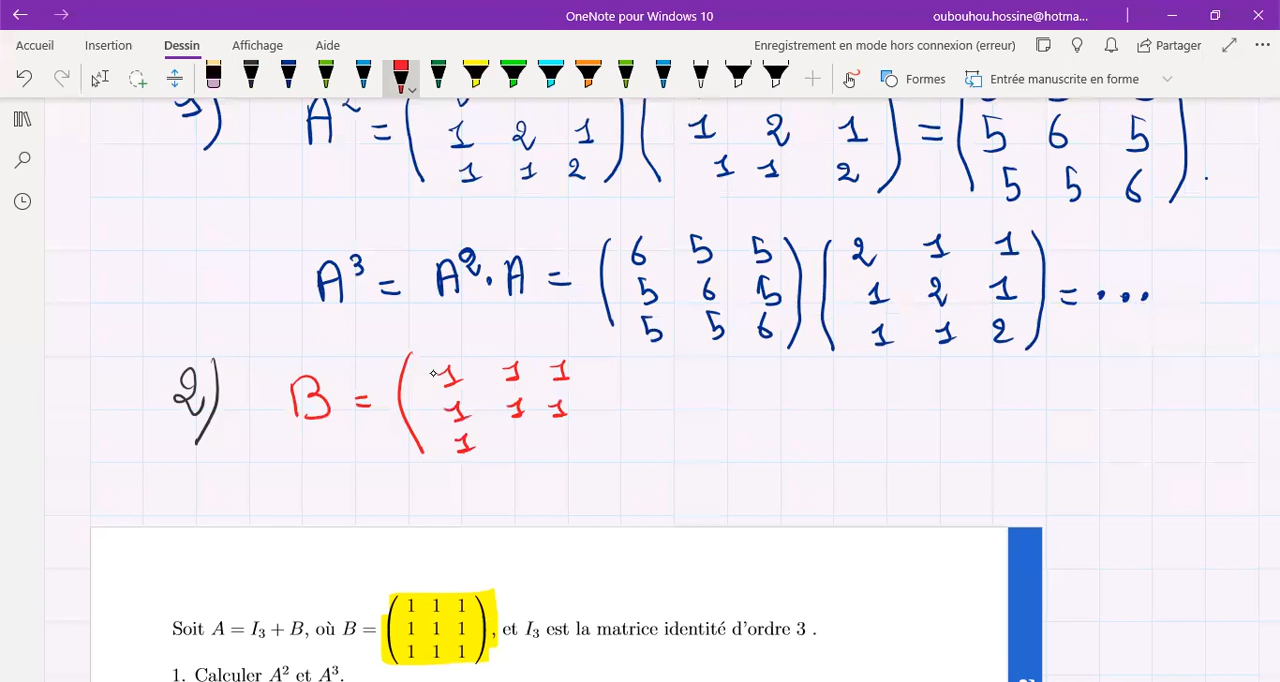 OneNote pour Windows 10
oubouhou.hossine@hotma...
Accueil Insertion Dessin Affichage Aide
Enregistrement en mode hors connexion (erreur)
Partager
Formes
Entrée manuscrite en forme
A² = ( 1 2 1 ) ( 1 2 1 ) = ( 5 6 5 )
1 1 2 1 1 2 5 5 6 .
6 5 5 2 1 1
A³ = A² . A = ( 5 6 5 ) ( 1 2 1 ) = ...
5 5 6 1 1 2
1 1 1
2) B = ( 1 1 1
1
1 1 1
Soit A = I₃ + B, où B = ( 1 1 1 ) , et I₃ est la matrice identité d'ordre 3 .
1 1 1
1. Calculer A² et A³.